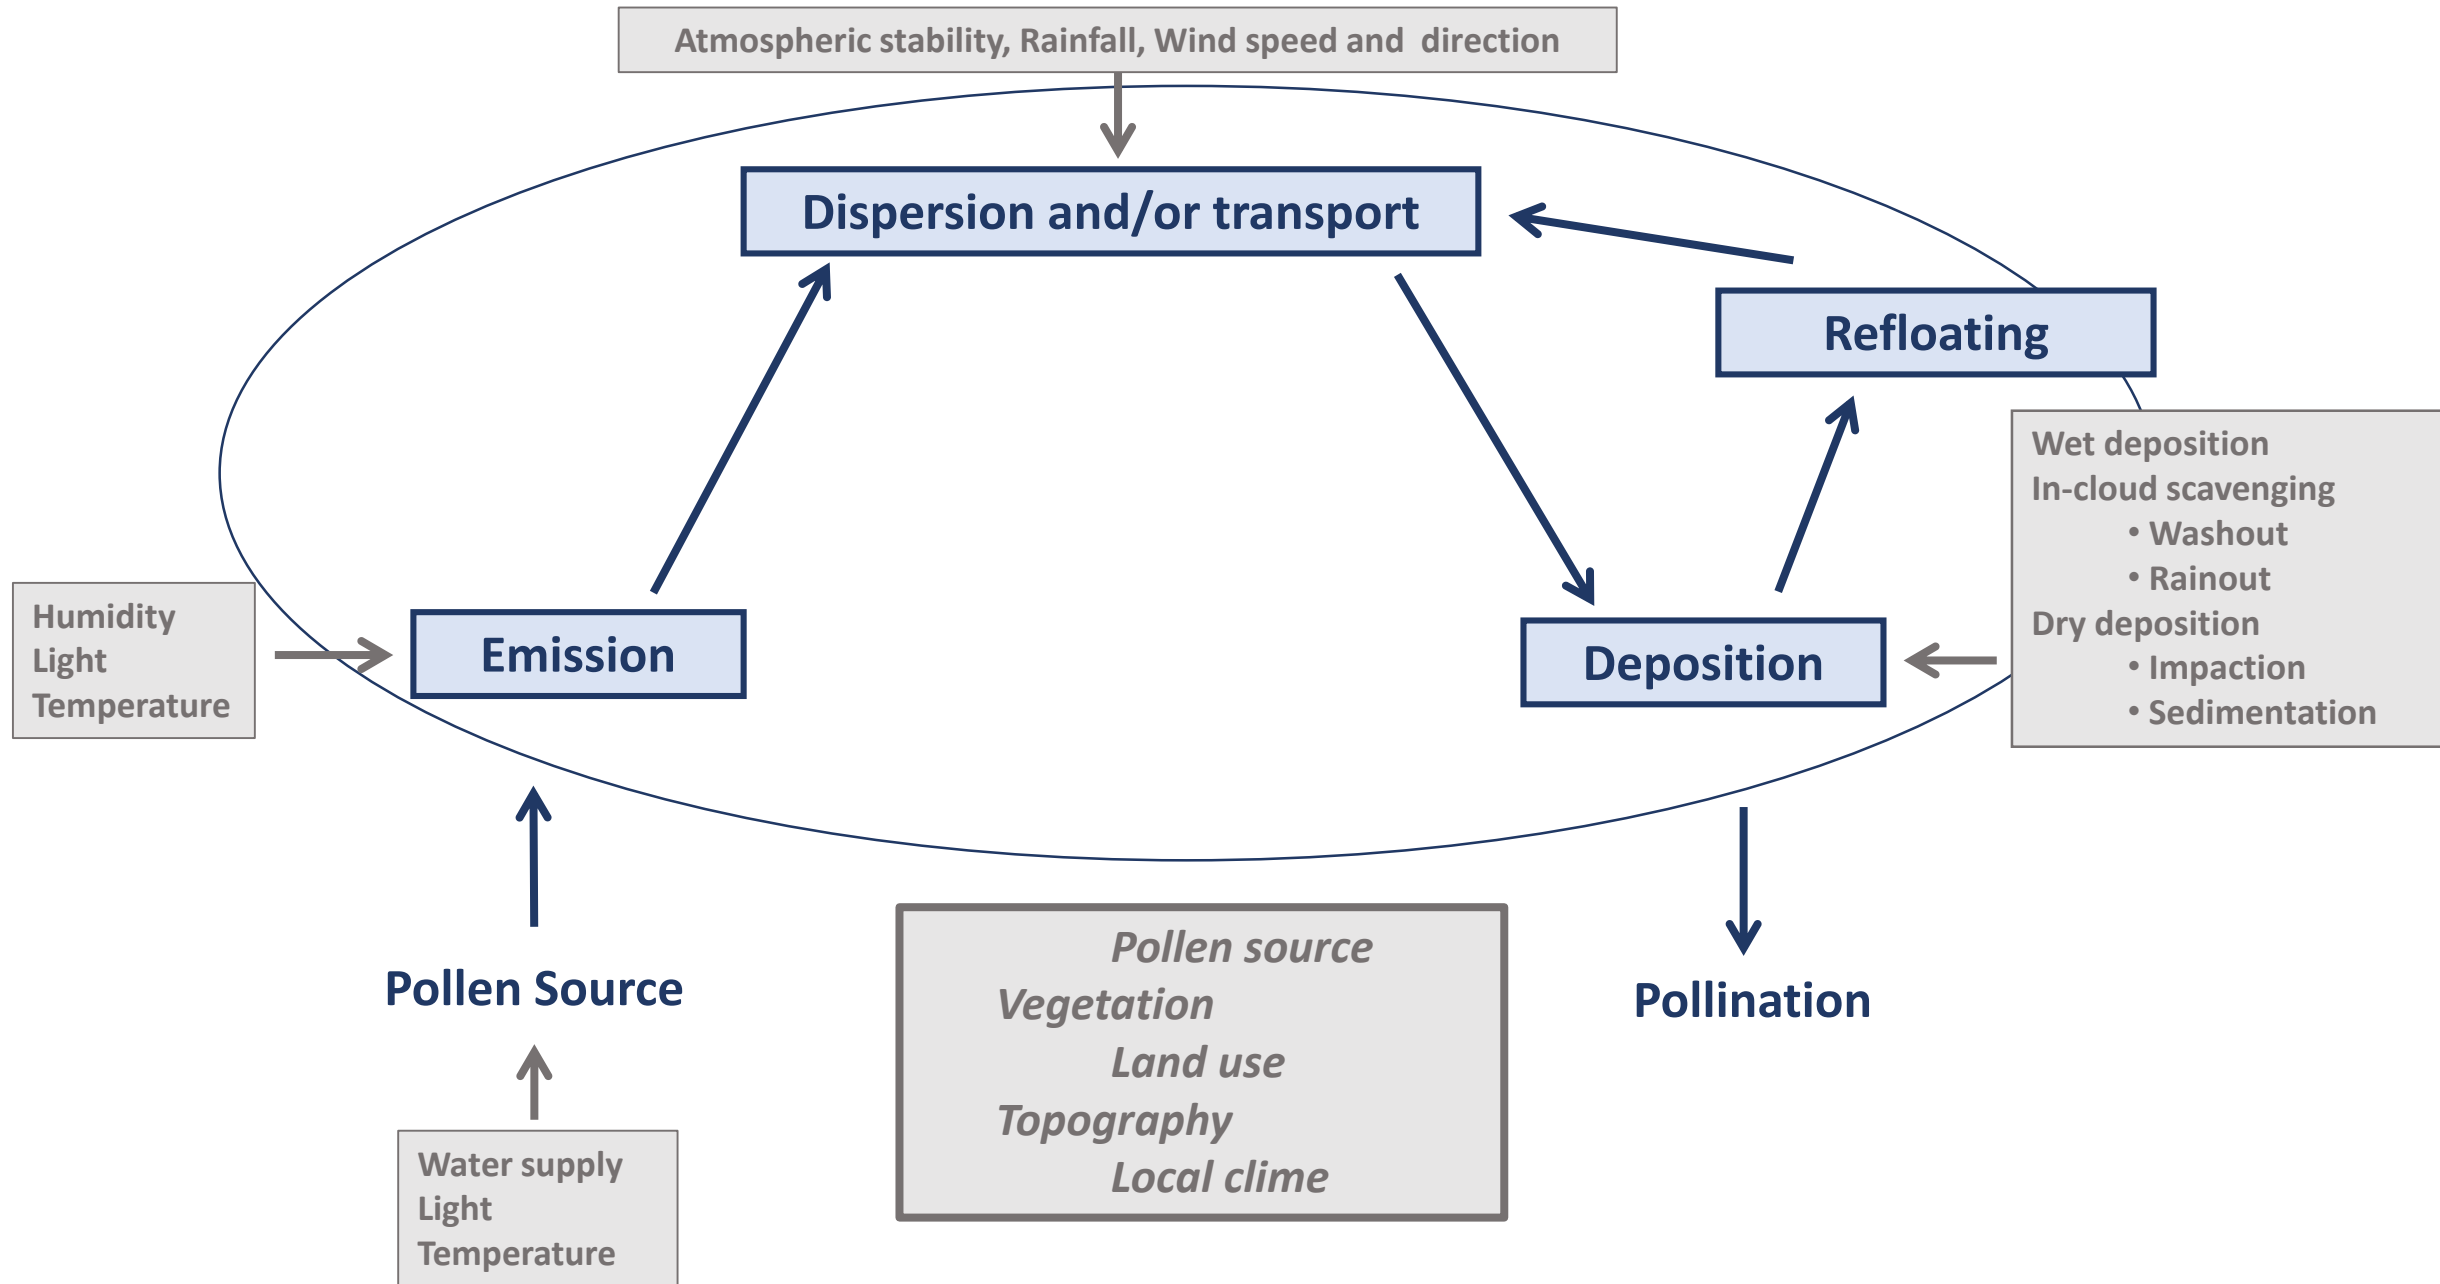 Atmospheric stability, Rainfall, Wind speed and  direction
Dispersion and/or transport
Refloating
Wet deposition
In-cloud scavenging
• Washout
• Rainout
Dry deposition
• Impaction
• Sedimentation
Humidity
Light
Temperature
Emission
Deposition
Pollen Source
Pollination
Pollen source
Vegetation
Land use
Topography
Local clime
Water supply
Light
Temperature